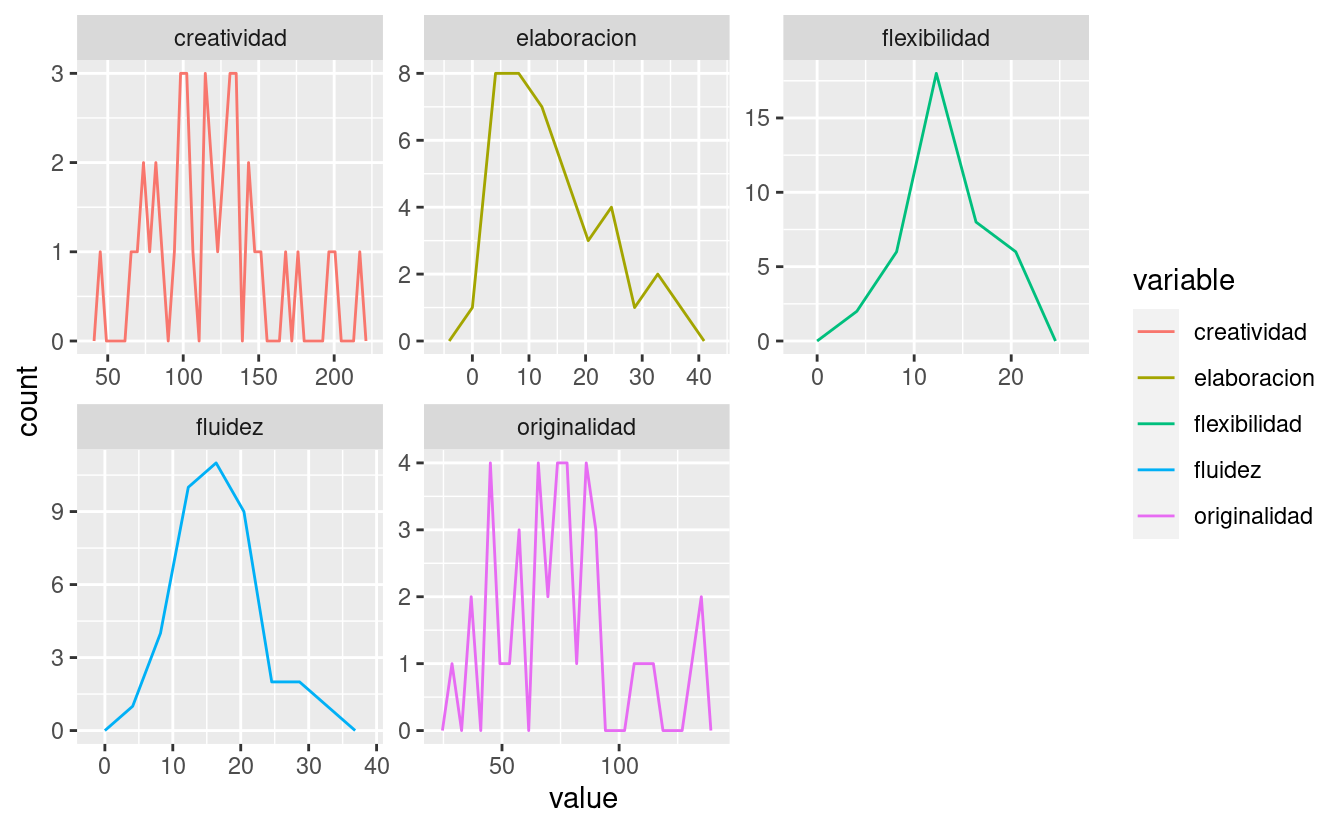 creatividad
elaboracion
flexibilidad
3
2
1
0
50 100 150 200
8
6
4
2
0
0 10 20 30 40
15
10
5
0
0 10 20
fluidez
originalidad
9
6
3
0
0 10 20 30 40
4
3
2
1
0
50 100
count
value
variable
creatividad
elaboracion
flexibilidad
fluidez
originalidad